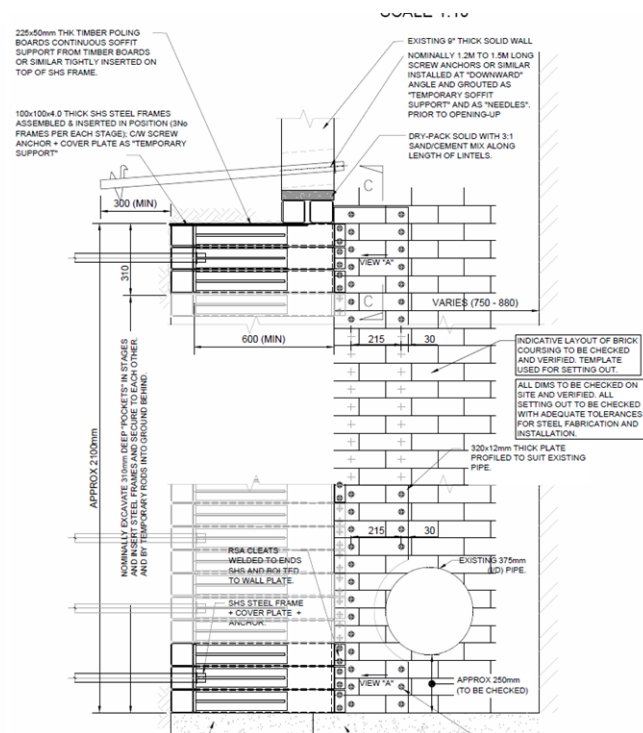 SCALE 1:10
225x50mm THK TIMBER POLING
BOARDS CONTINUOUS SOFFIT
SUPPORT FROM TIMBER BOARDS
OR SIMILAR TIGHTLY INSERTED ON
TOP OF SHS FRAME.
100x100x4.0 THICK SHS STEEL FRAMES
ASSEMBLED & INSERTED IN POSITION (3No
FRAMES PER EACH STAGE); C/W SCREW
ANCHOR + COVER PLATE AS "TEMPORARY
SUPPORT"
EXISTING 9" THICK SOLID WALL
NOMINALLY 1.2M TO 1.5M LONG
SCREW ANCHORS OR SIMILAR
INSTALLED AT "DOWNWARD"
ANGLE AND GROUTED AS
"TEMPORARY SOFFIT
SUPPORT" AND AS "NEEDLES".
PRIOR TO OPENING-UP
DRY-PACK SOLID WITH 3:1
SAND/CEMENT MIX ALONG
LENGTH OF LINTELS.
C
300 (MIN)
VIEW "A"
310
C
VARIES (750 - 880)
600 (MIN)
215
30
INDICATIVE LAYOUT OF BRICK
COURSING TO BE CHECKED
AND VERIFIED. TEMPLATE
USED FOR SETTING OUT.
ALL DIMS TO BE CHECKED ON
SITE AND VERIFIED. ALL
SETTING OUT TO BE CHECKED
WITH ADEQUATE TOLERANCES
FOR STEEL FABRICATION AND
INSTALLATION.
APPROX 2100mm
NOMINALLY EXCAVATE 310mm DEEP "POCKETS" IN STAGES
AND INSERT STEEL FRAMES AND SECURE TO EACH OTHER.
AND BY TEMPORARY RODS INTO GROUND BEHIND.
320x12mm THICK PLATE
PROFILED TO SUIT EXISTING
PIPE.
215
30
RSA CLEATS
WELDED TO ENDS
SHS AND BOLTED
TO WALL PLATE.
EXISTING 375mm
(I/D) PIPE.
SHS STEEL FRAME
+ COVER PLATE +
ANCHOR.
VIEW "A"
APPROX 250mm
(TO BE CHECKED)